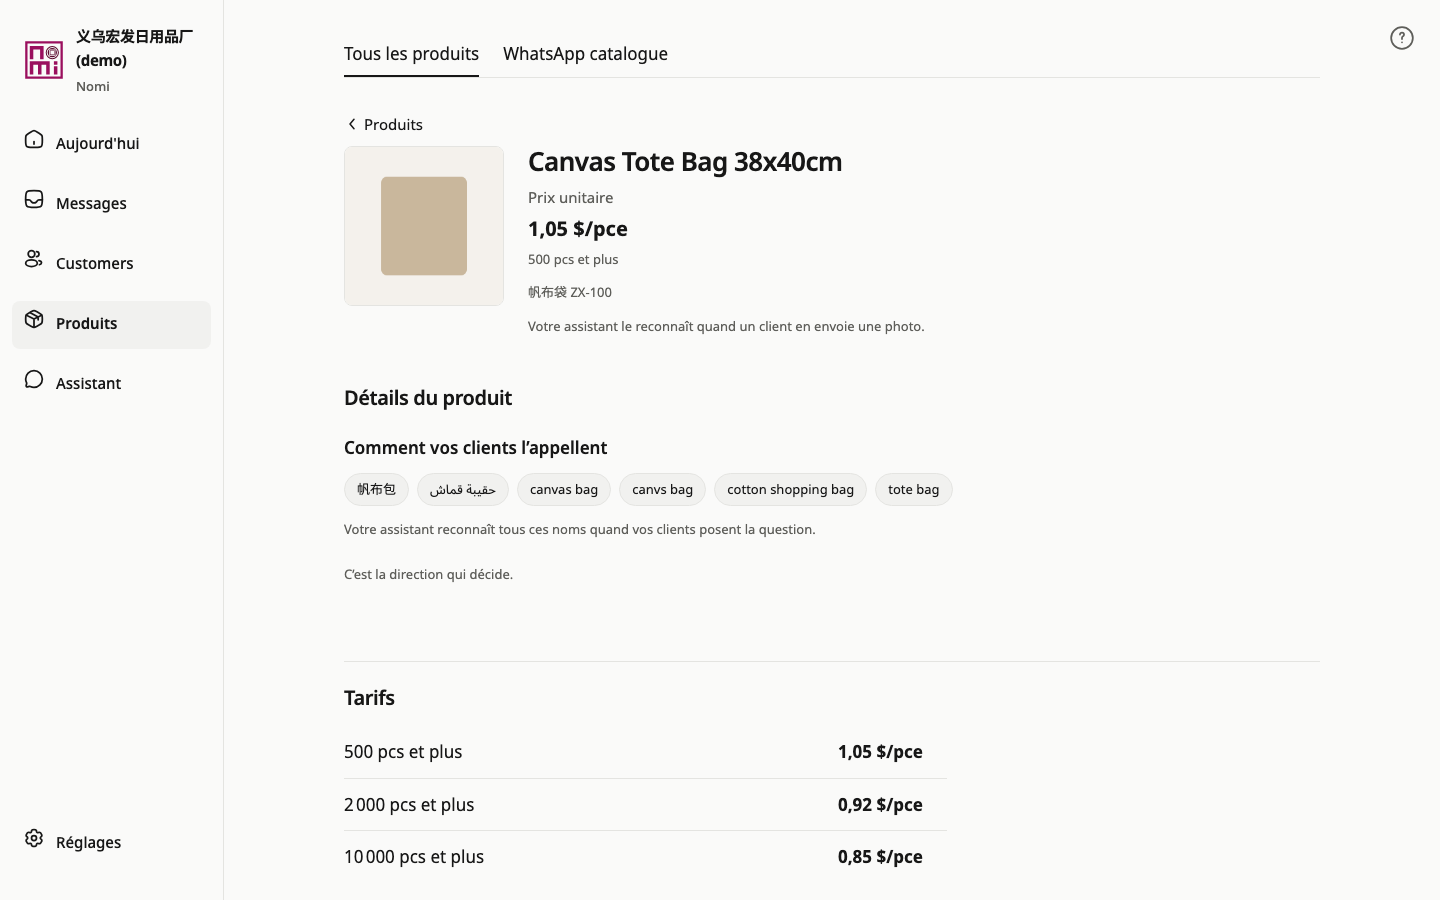 义乌宏发日用品厂
(demo)
Nomi
Aujourd'hui
Messages
Customers
Produits
Assistant
Réglages
Tous les produits
WhatsApp catalogue
Produits
Canvas Tote Bag 38x40cm
Prix unitaire
1,05 $/pce
500 pcs et plus
帆布袋 ZX-100
Votre assistant le reconnaît quand un client en envoie une photo.
Détails du produit
Comment vos clients l’appellent
帆布包
حقيبة قماش
canvas bag
canvs bag
cotton shopping bag
tote bag
Votre assistant reconnaît tous ces noms quand vos clients posent la question.
C’est la direction qui décide.
Tarifs
500 pcs et plus 1,05 $/pce
2 000 pcs et plus 0,92 $/pce
10 000 pcs et plus 0,85 $/pce